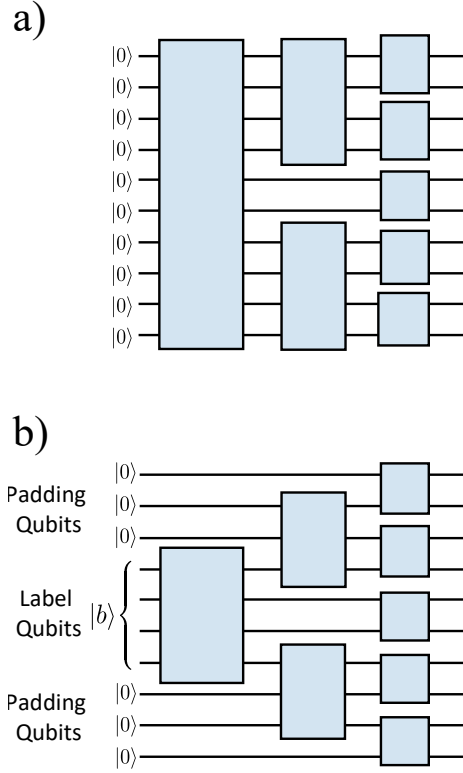 a)
|0⟩
|0⟩
|0⟩
|0⟩
|0⟩
|0⟩
|0⟩
|0⟩
|0⟩
|0⟩
b)
|0⟩
Padding
Qubits
|0⟩
|0⟩
Label
Qubits
|b⟩
Padding
Qubits
|0⟩
|0⟩
|0⟩